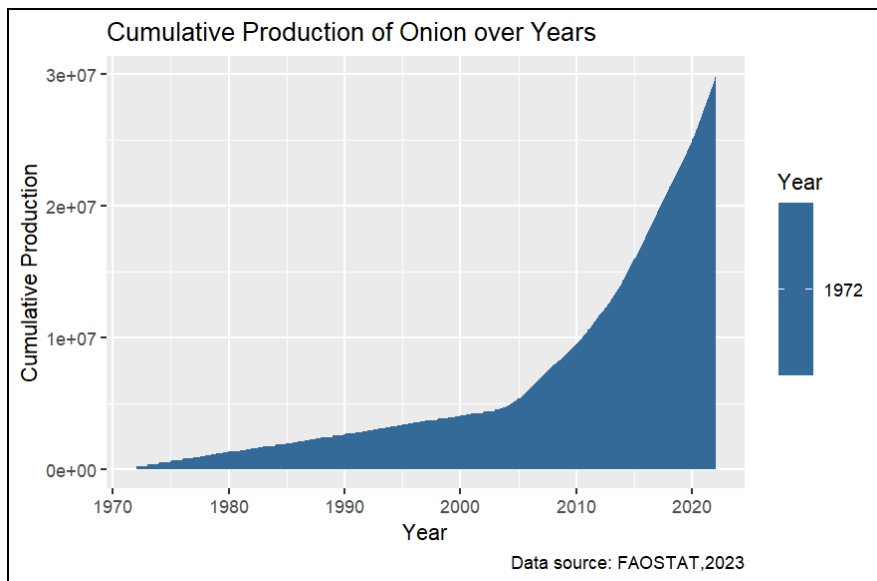 Cumulative Production of Onion over Years
3e+07
2e+07
1e+07
0e+00
Cumulative Production
1970 1980 1990 2000 2010 2020
Year
Year
1972
Data source: FAOSTAT,2023